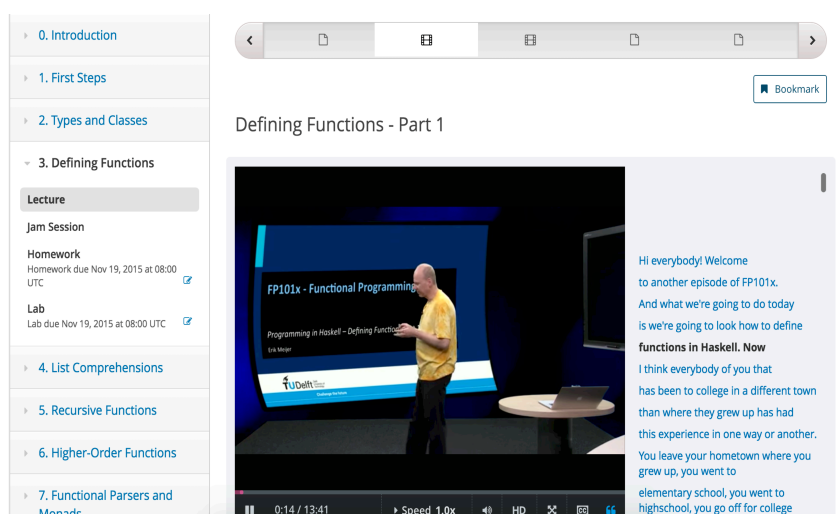 0. Introduction
1. First Steps
2. Types and Classes
3. Defining Functions
Lecture
Jam Session
Homework
Homework due Nov 19, 2015 at 08:00
UTC
Lab
Lab due Nov 19, 2015 at 08:00 UTC
4. List Comprehensions
5. Recursive Functions
6. Higher-Order Functions
7. Functional Parsers and
Monads
Bookmark
Defining Functions - Part 1
FP101x - Functional Programming
Programming in Haskell – Defining Functio
Erik Meijer
TUDelft
Challenge the future
0:14 / 13:41
Speed 1.0x
HD
CC
Hi everybody! Welcome
to another episode of FP101x.
And what we're going to do today
is we're going to look how to define
functions in Haskell. Now
I think everybody of you that
has been to college in a different town
than where they grew up has had
this experience in one way or another.
You leave your hometown where you
grew up, you went to
elementary school, you went to
highschool, you go off for college